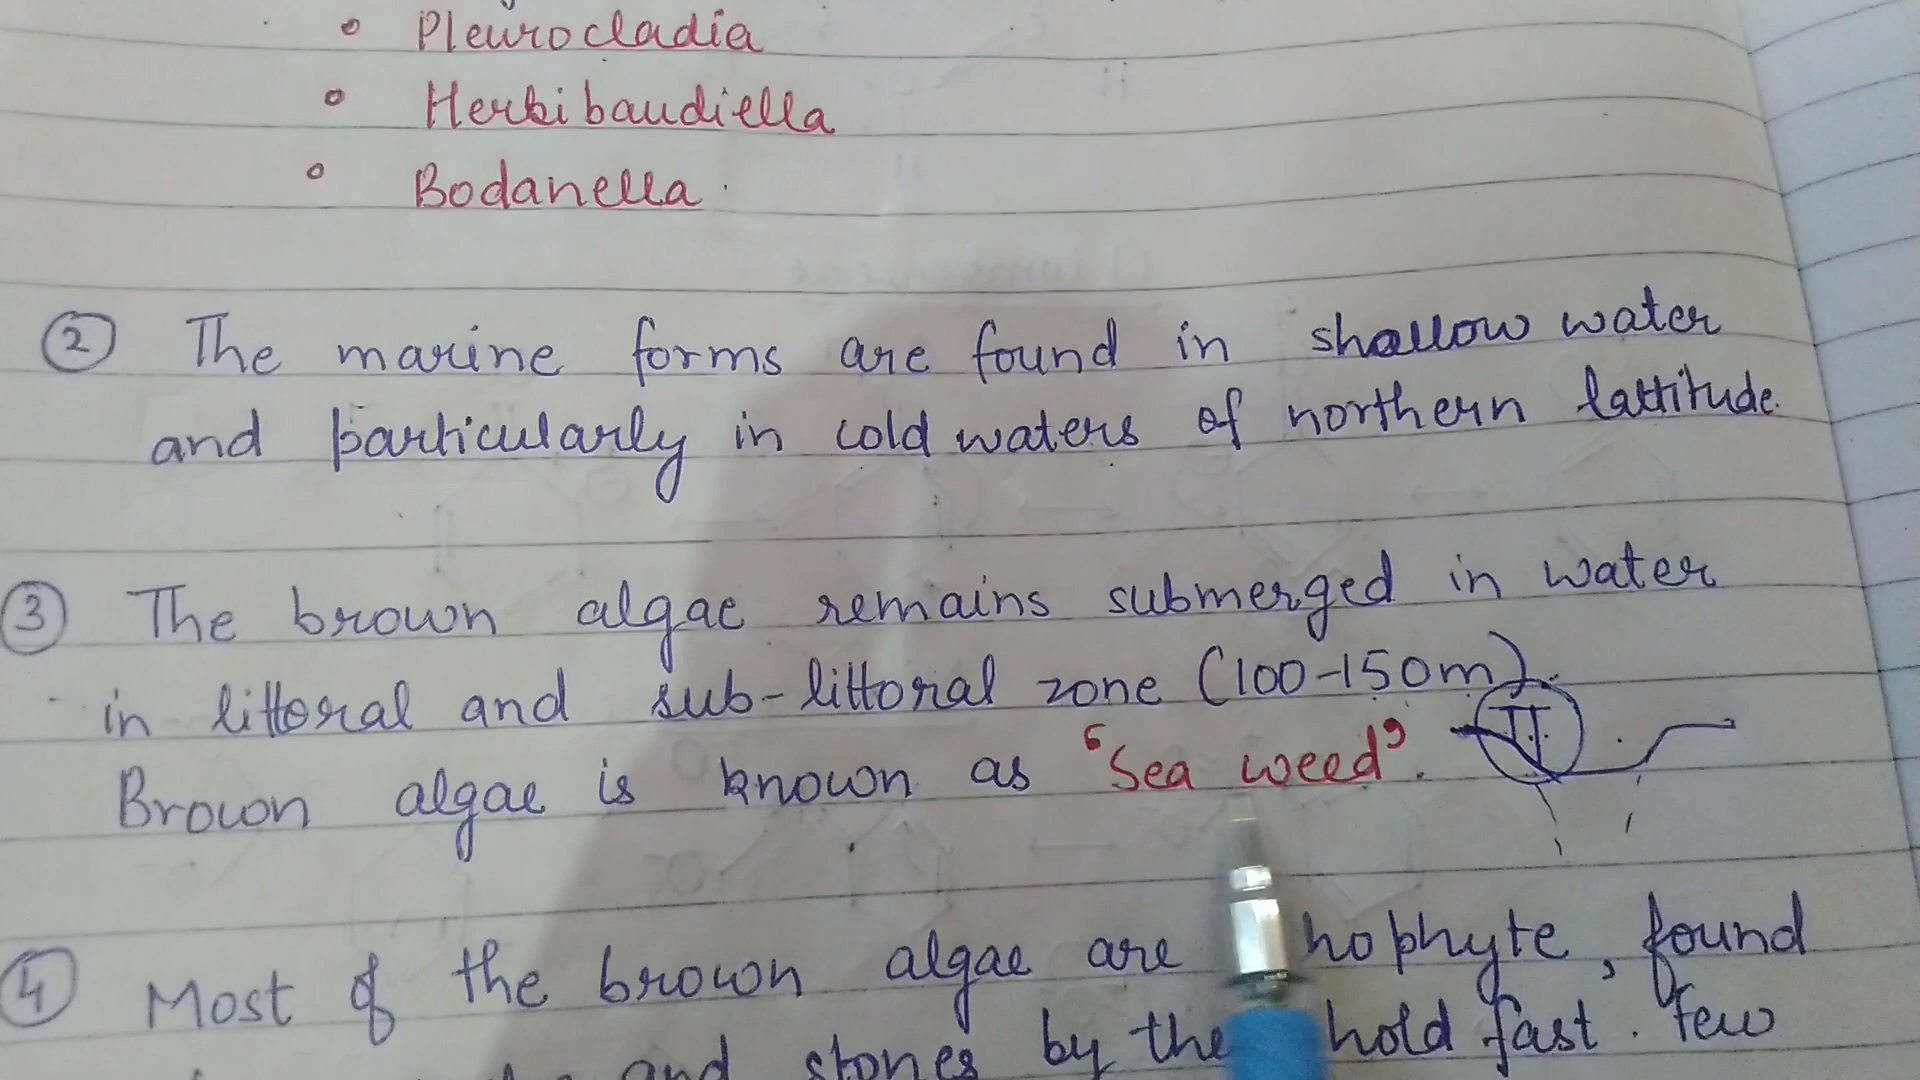 Pleurocladia
Herbibaudiella
Bodanella.
② The marine forms are found in shallow water
and particularly in cold waters of northern lattitude.
③ The brown algae remains submerged in water
in littoral and sub-littoral zone (100-150m).
Brown algae is known as "Sea weed".
④ Most of the brown algae are hophyte, found
and stones by the hold fast. Few